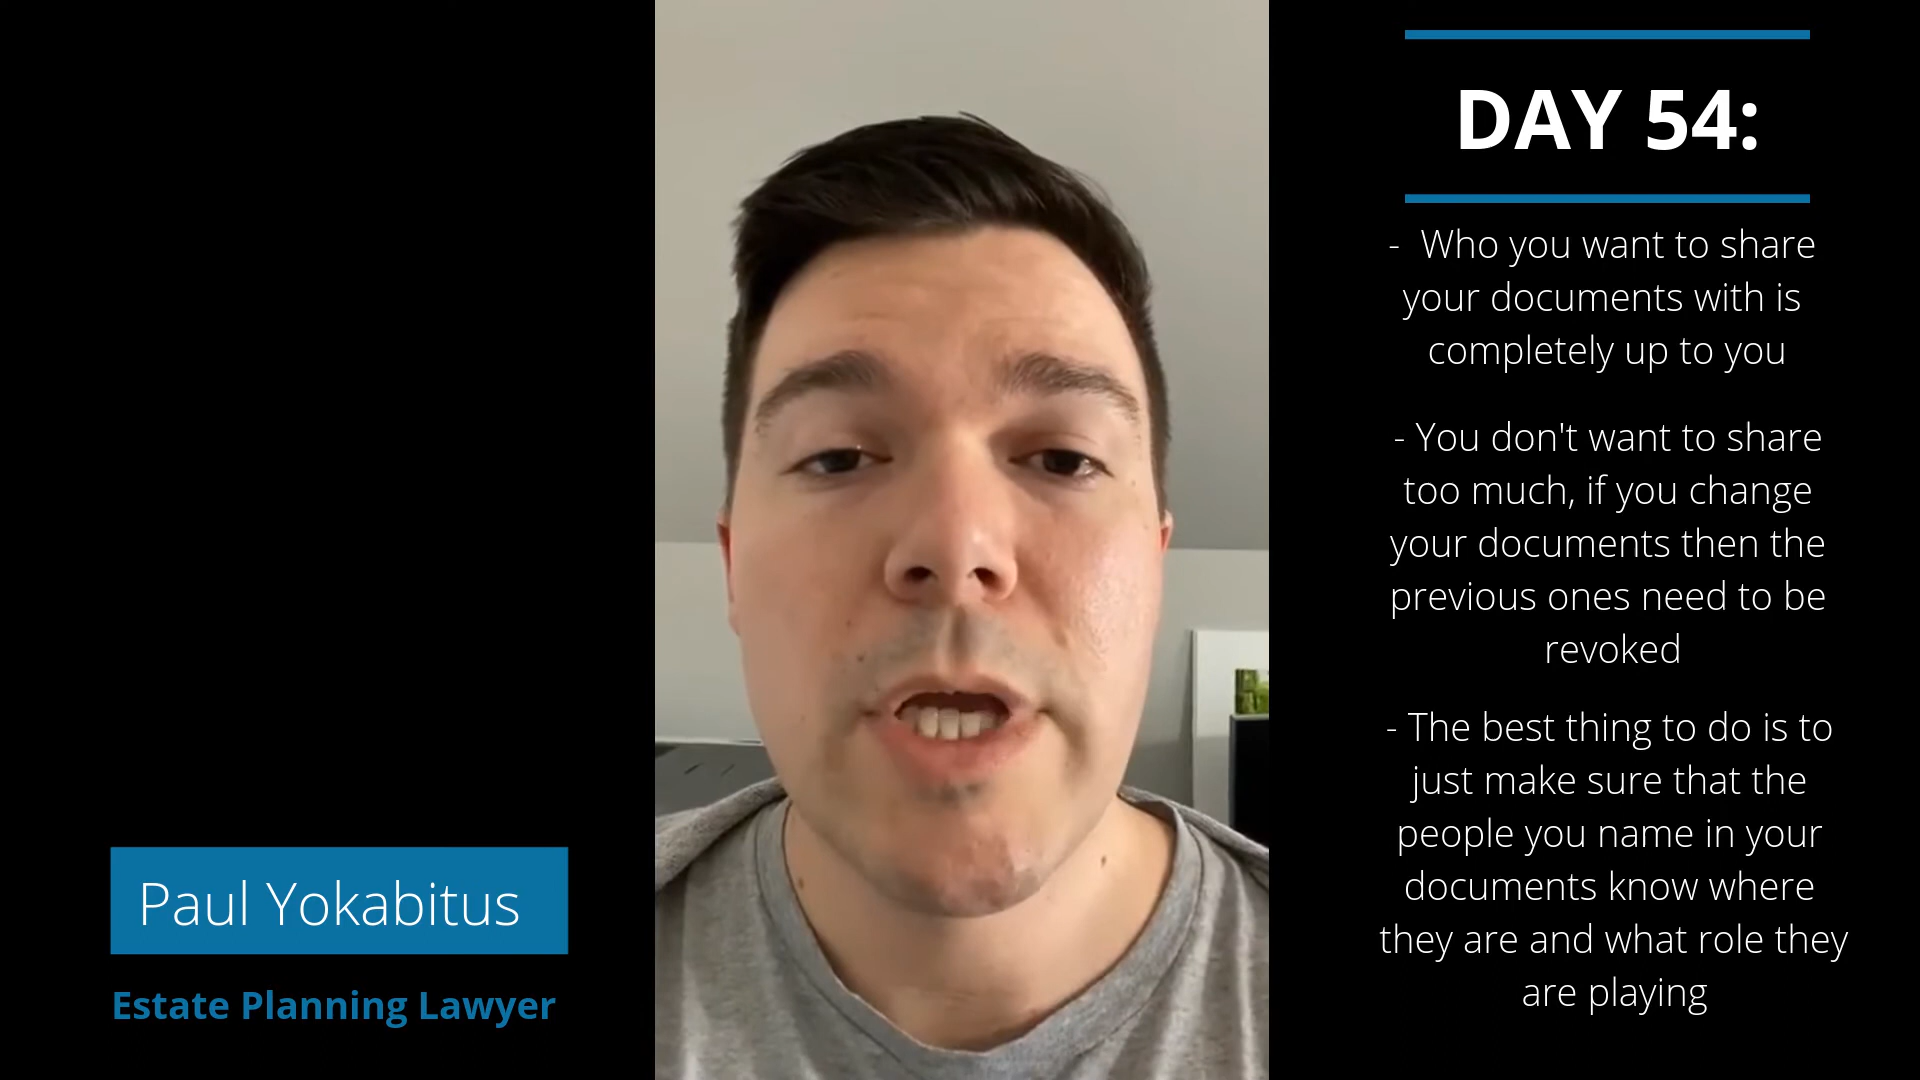 DAY 54:
- Who you want to share
your documents with is
completely up to you
- You don't want to share
too much, if you change
your documents then the
previous ones need to be
revoked
- The best thing to do is to
just make sure that the
people you name in your
documents know where
they are and what role they
are playing
Paul Yokabitus
Estate Planning Lawyer